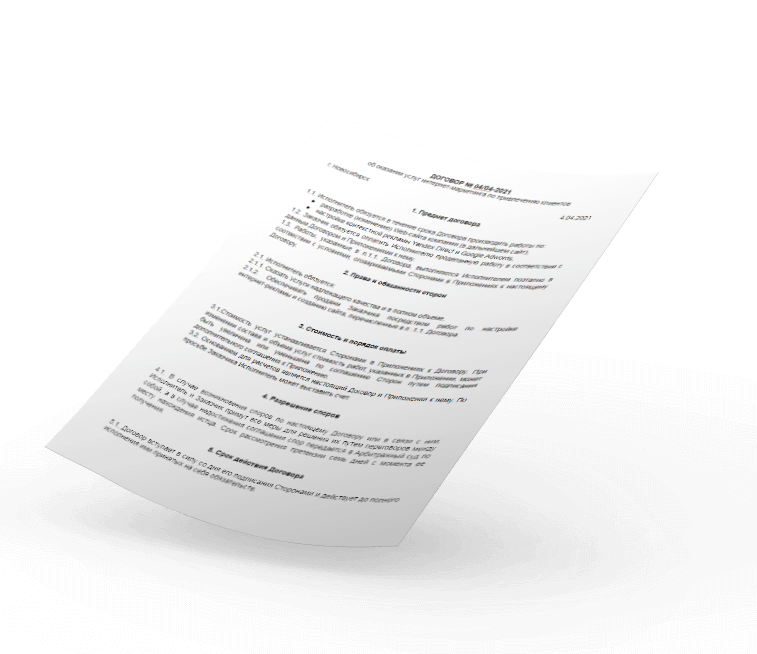 ДОГОВОР № 04/04-2021
об оказании услуг интернет-маркетинга по привлечению клиентов
г. Новосибирск
4.04.2021
1. Предмет договора
1.1. Исполнитель обязуется в течение срока Договора производить работы по:
• разработке (изменению) Web-сайта компании (в дальнейшем сайт);
• настройке контекстной рекламы Yandex Direct и Google Adwords.
1.2. Заказчик обязуется оплатить Исполнителю проделанную работу в соответствии с
данным Договором и Приложениями к нему.
1.3. Работы, указанные в п.1.1. Договора, выполняются Исполнителем поэтапно в
соответствии с условиями, оговариваемыми Сторонами в Приложениях к настоящему
Договору.
2. Права и обязанности сторон
2.1. Исполнитель обязуется:
2.1.1. Оказать услуги надлежащего качества и в полном объеме.
2.1.2. Обеспечивать продажи Заказчика посредством работ по настройке
интернет-рекламы и созданию сайта, перечисленные в п. 1.1. Договора.
3. Стоимость и порядок оплаты
3.1.Стоимость услуг устанавливается Сторонами в Приложениях к Договору. При
изменении состава и объема услуг стоимость работ, указанная в Приложении, может
быть увеличена или уменьшена по соглашению Сторон путем подписания
дополнительного соглашения к Приложению.
3.2. Основанием для расчетов является настоящий Договор и Приложения к нему. По
просьбе Заказчика Исполнитель может выставить счет.
4. Разрешение споров
4.1. В случае возникновения споров по настоящему Договору или в связи с ним,
Исполнитель и Заказчик примут все меры для решения их путем переговоров между
собой, а в случае недостижения соглашения спор передается в Арбитражный суд по
месту нахождения истца. Срок рассмотрения претензии семь дней с момента ее
получения.
5. Срок действия Договора
5.1. Договор вступает в силу со дня его подписания Сторонами и действует до полного
исполнения ими принятых на себя обязательств.